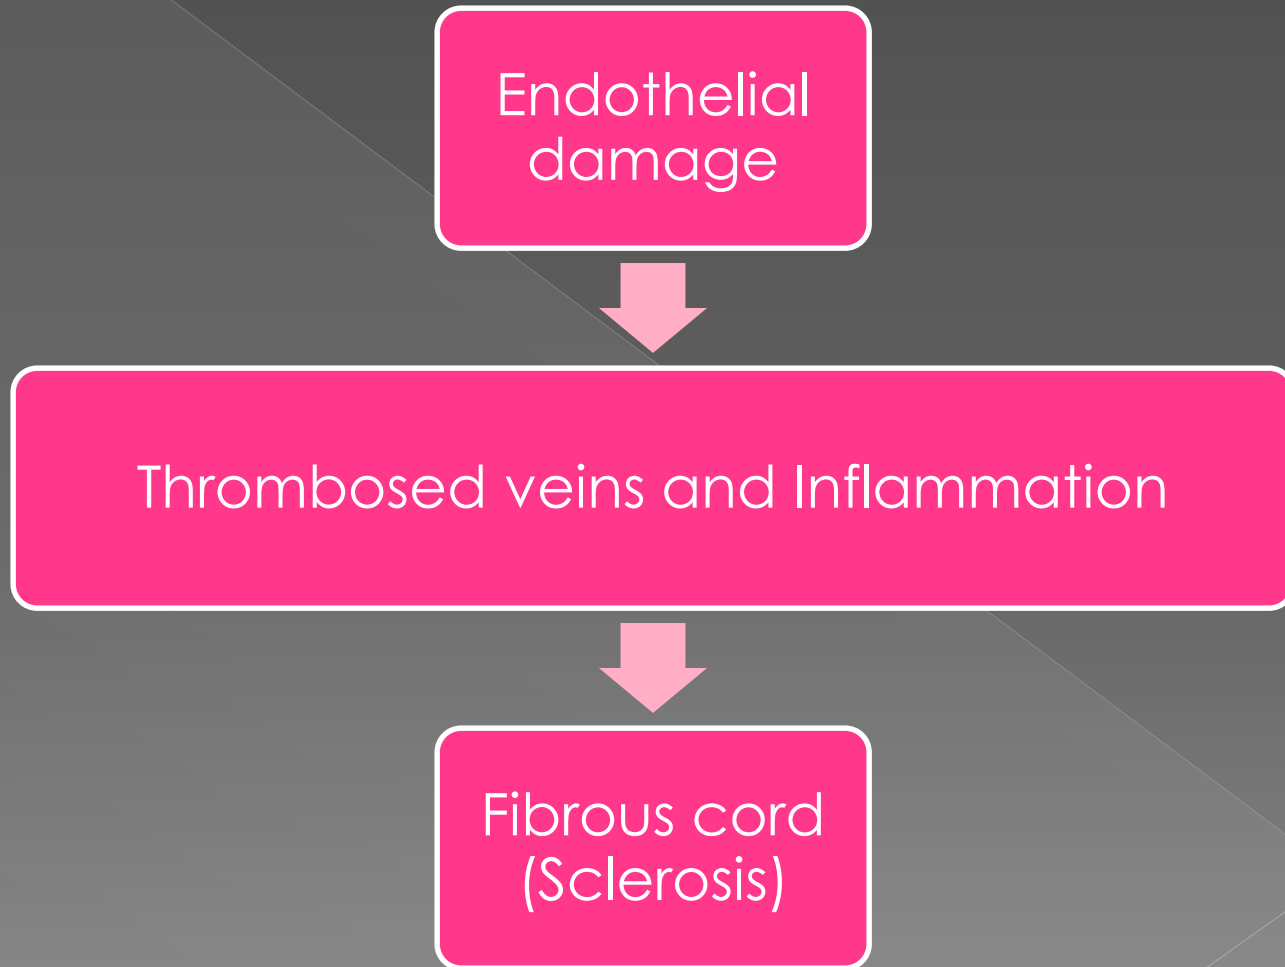 Endothelial
damage
Thrombosed veins and Inflammation
Fibrous cord
(Sclerosis)